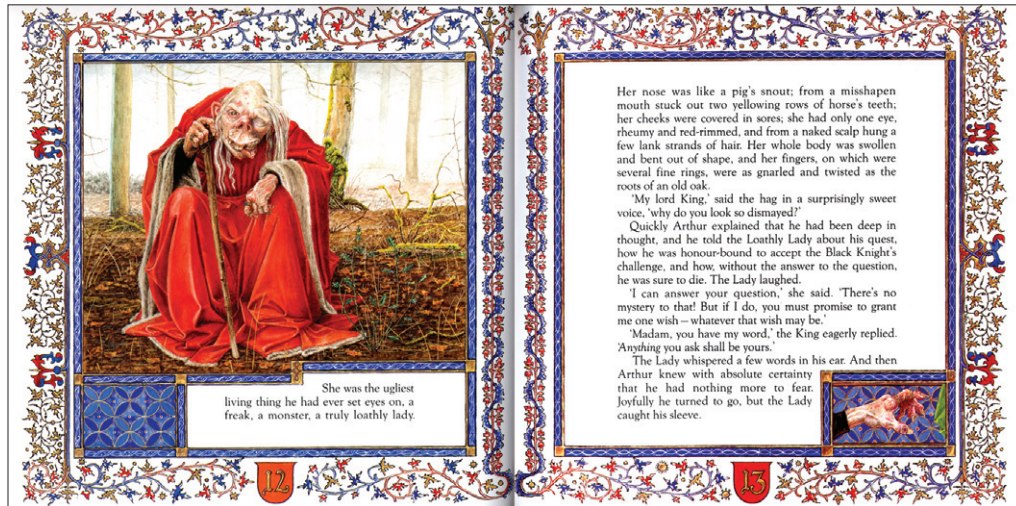 She was the ugliest
living thing he had ever set eyes on, a
freak, a monster, a truly loathly lady.
12
Her nose was like a pig's snout; from a misshapen
mouth stuck out two yellowing rows of horse's teeth;
her cheeks were covered in sores; she had only one eye,
rheumy and red-rimmed, and from a naked scalp hung a
few lank strands of hair. Her whole body was swollen
and bent out of shape, and her fingers, on which were
several fine rings, were as gnarled and twisted as the
roots of an old oak.
'My lord King,' said the hag in a surprisingly sweet
voice, 'why do you look so dismayed?'
Quickly Arthur explained that he had been deep in
thought, and he told the Loathly Lady about his quest,
how he was honour-bound to accept the Black Knight's
challenge, and how, without the answer to the question,
he was sure to die. The Lady laughed.
'I can answer your question,' she said. 'There's no
mystery to that! But if I do, you must promise to grant
me one wish – whatever that wish may be.'
'Madam, you have my word,' the King eagerly replied.
'Anything you ask shall be yours.'
The Lady whispered a few words in his ear. And then
Arthur knew with absolute certainty
that he had nothing more to fear.
Joyfully he turned to go, but the Lady
caught his sleeve.
13